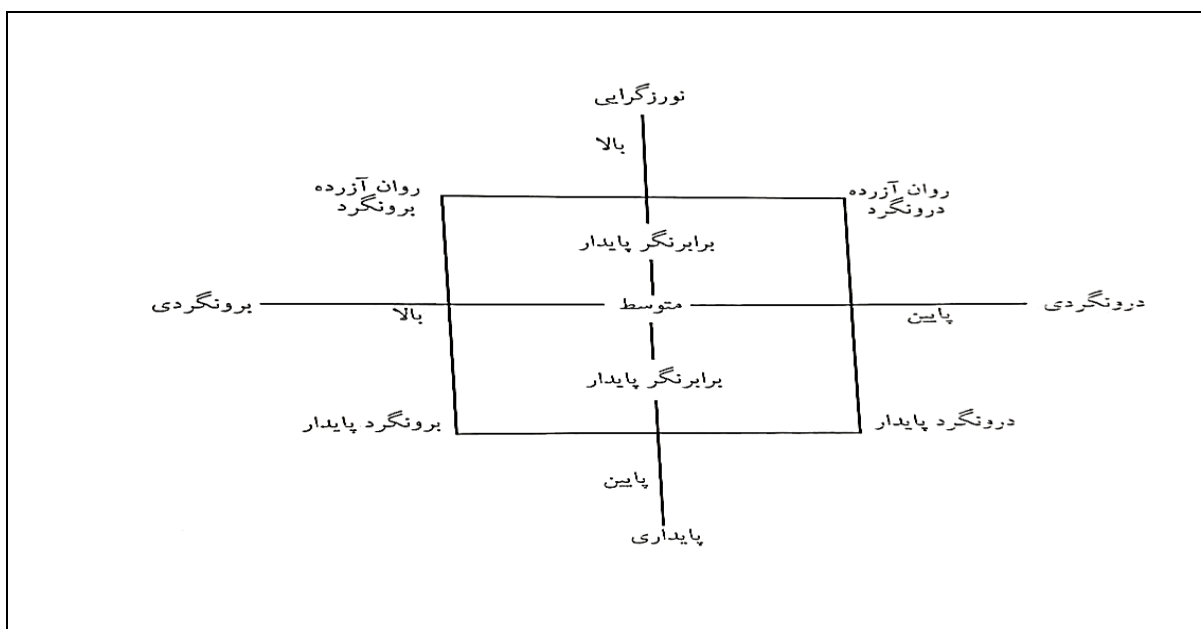 نورزگرایی
بالا
روان آزرده
درونگرد
روان آزرده
برونگرد
برابرنگر پایدار
درونگردی
پایین
متوسط
بالا
برونگردی
برابرنگر پایدار
درونگرد پایدار
برونگرد پایدار
پایین
پایداری